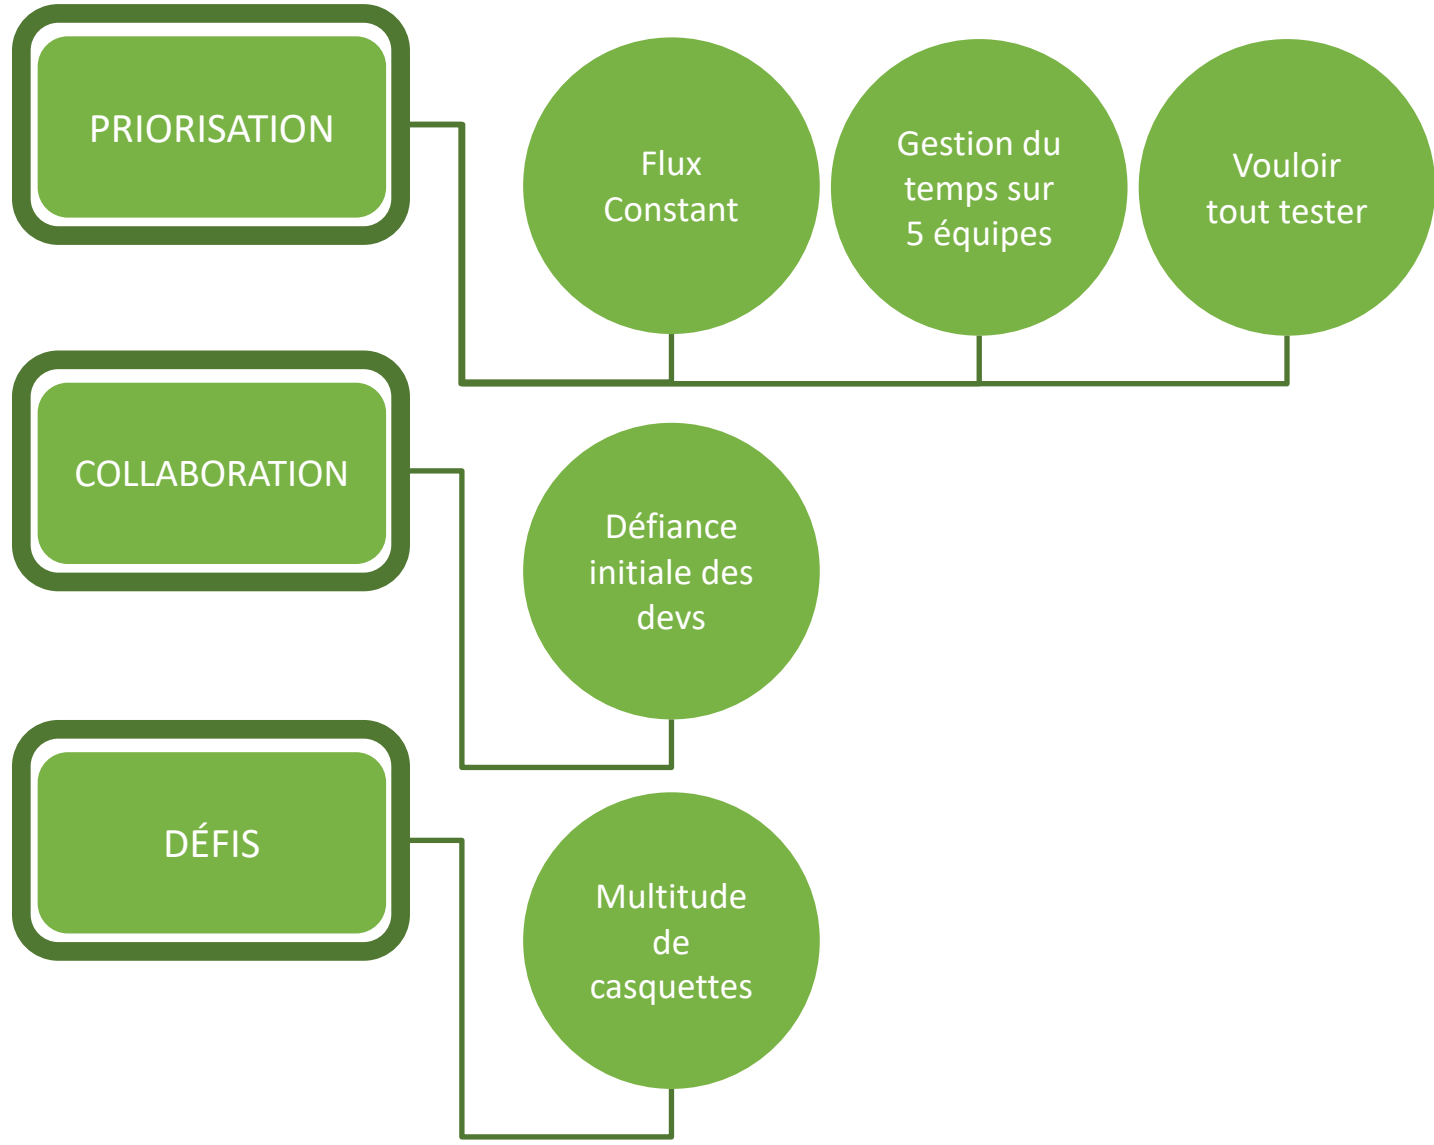 PRIORISATION
Flux
Constant
Gestion du
temps sur
5 équipes
Vouloir
tout tester
COLLABORATION
Défiance
initiale des
devs
DÉFIS
Multitude
de
casquettes